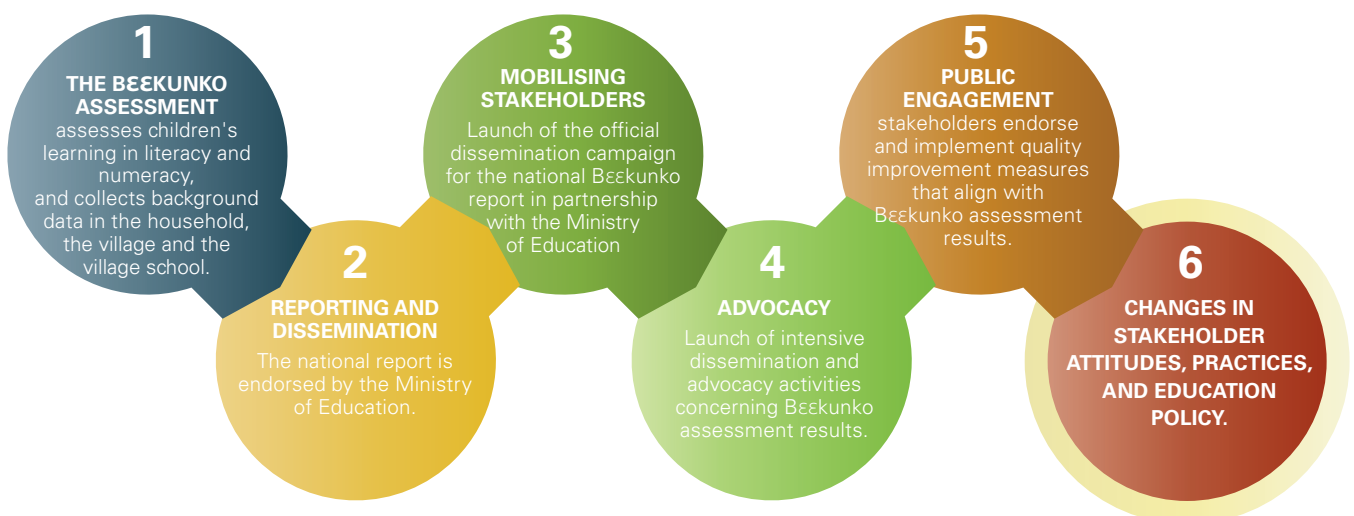 1
THE BƐƐKUNKO
ASSESSMENT
assesses children's
learning in literacy and
numeracy,
and collects background
data in the household,
the village and the
village school.
2
REPORTING AND
DISSEMINATION
The national report is
endorsed by the Ministry
of Education.
3
MOBILISING
STAKEHOLDERS
Launch of the official
dissemination campaign
for the national Bɛɛkunko
report in partnership
with the Ministry
of Education
4
ADVOCACY
Launch of intensive
dissemination and
advocacy activities
concerning Bɛɛkunko
assessment results.
5
PUBLIC
ENGAGEMENT
stakeholders endorse
and implement quality
improvement measures
that align with
Bɛɛkunko assessment
results.
6
CHANGES IN
STAKEHOLDER
ATTITUDES, PRACTICES,
AND EDUCATION
POLICY.